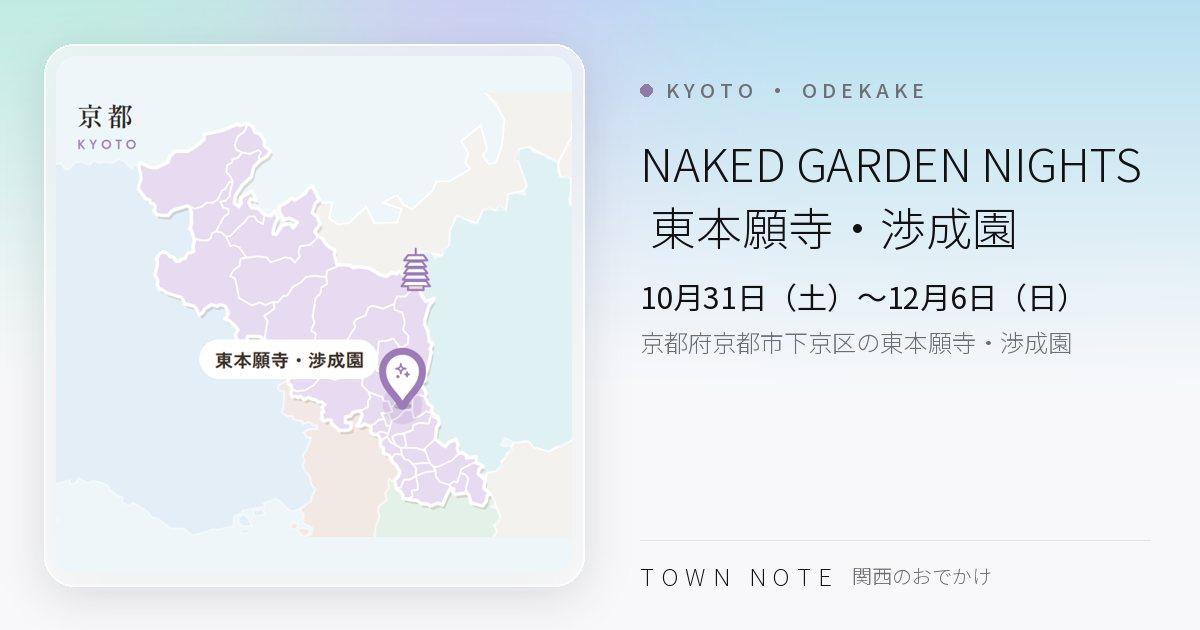 京都
KYOTO
東本願寺・渉成園
KYOTO • ODEKAKE
NAKED GARDEN NIGHTS
東本願寺・渉成園
10月31日（土）～12月6日（日）
京都府京都市下京区の東本願寺・渉成園
TOWN NOTE 関西のおでかけ